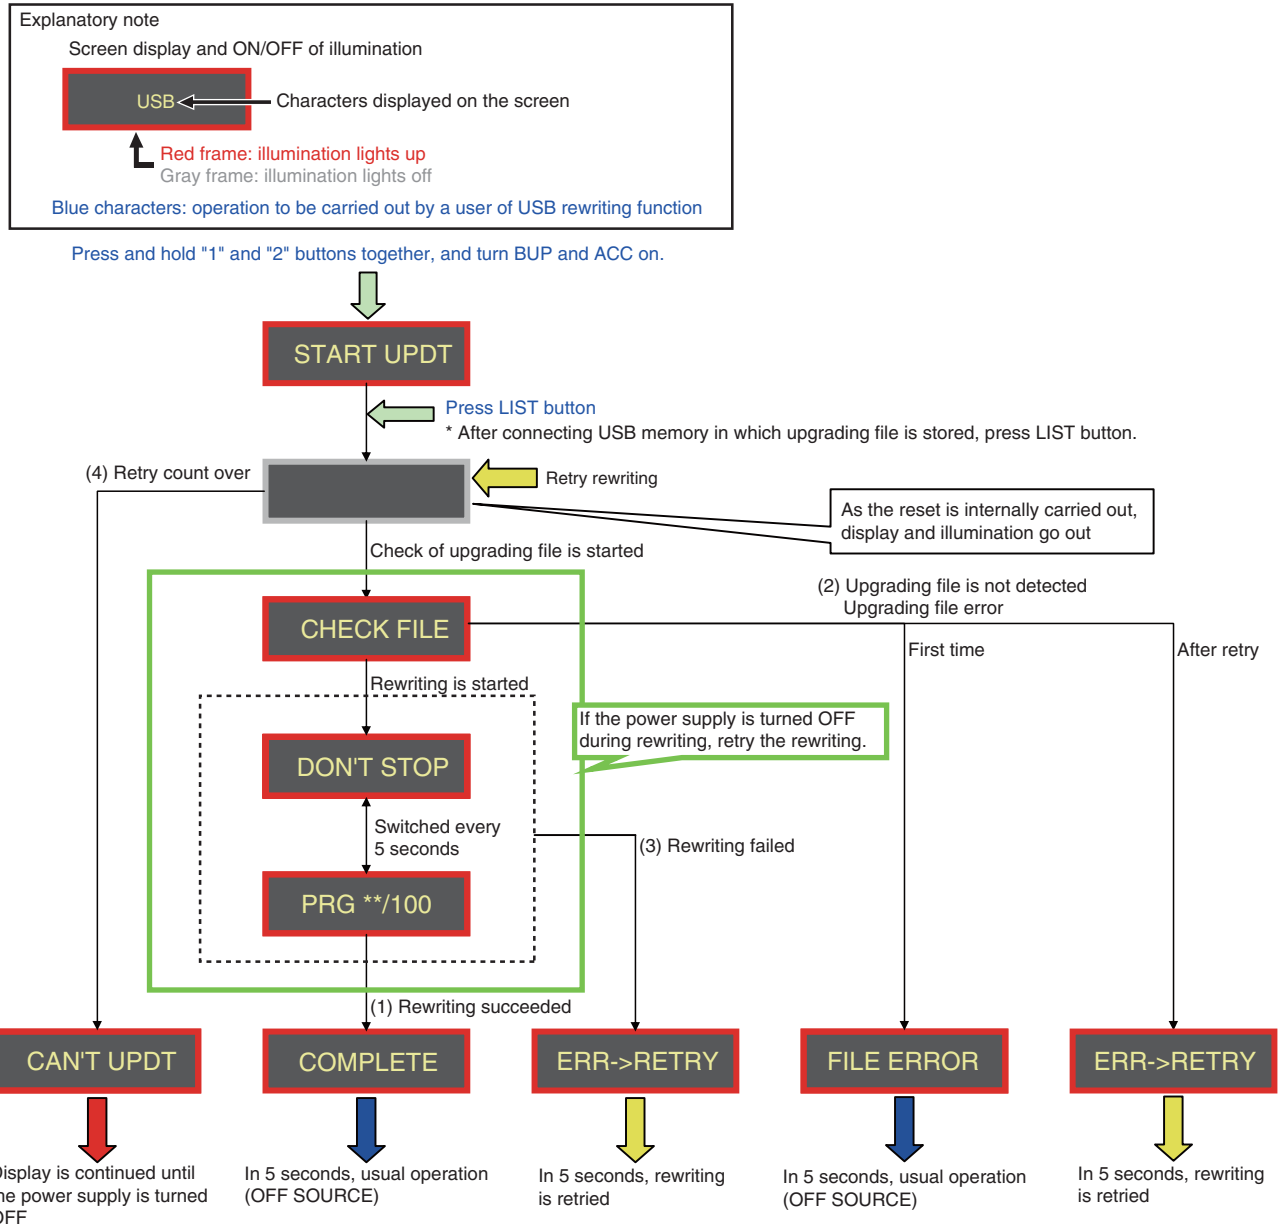 Explanatory note
Screen display and ON/OFF of illumination
USB
Characters displayed on the screen
Red frame: illumination lights up
Gray frame: illumination lights off
Blue characters: operation to be carried out by a user of USB rewriting function
Press and hold "1" and "2" buttons together, and turn BUP and ACC on.
START UPDT
Press LIST button
* After connecting USB memory in which upgrading file is stored, press LIST button.
(4) Retry count over
Retry rewriting
As the reset is internally carried out,
display and illumination go out
Check of upgrading file is started
(2) Upgrading file is not detected
Upgrading file error
CHECK FILE
First time
After retry
Rewriting is started
If the power supply is turned OFF
during rewriting, retry the rewriting.
DON'T STOP
Switched every
5 seconds
(3) Rewriting failed
PRG **/100
(1) Rewriting succeeded
CAN'T UPDT
COMPLETE
ERR->RETRY
FILE ERROR
ERR->RETRY
Display is continued until
the power supply is turned
OFF
In 5 seconds, usual operation
(OFF SOURCE)
In 5 seconds, rewriting
is retried
In 5 seconds, usual operation
(OFF SOURCE)
In 5 seconds, rewriting
is retried